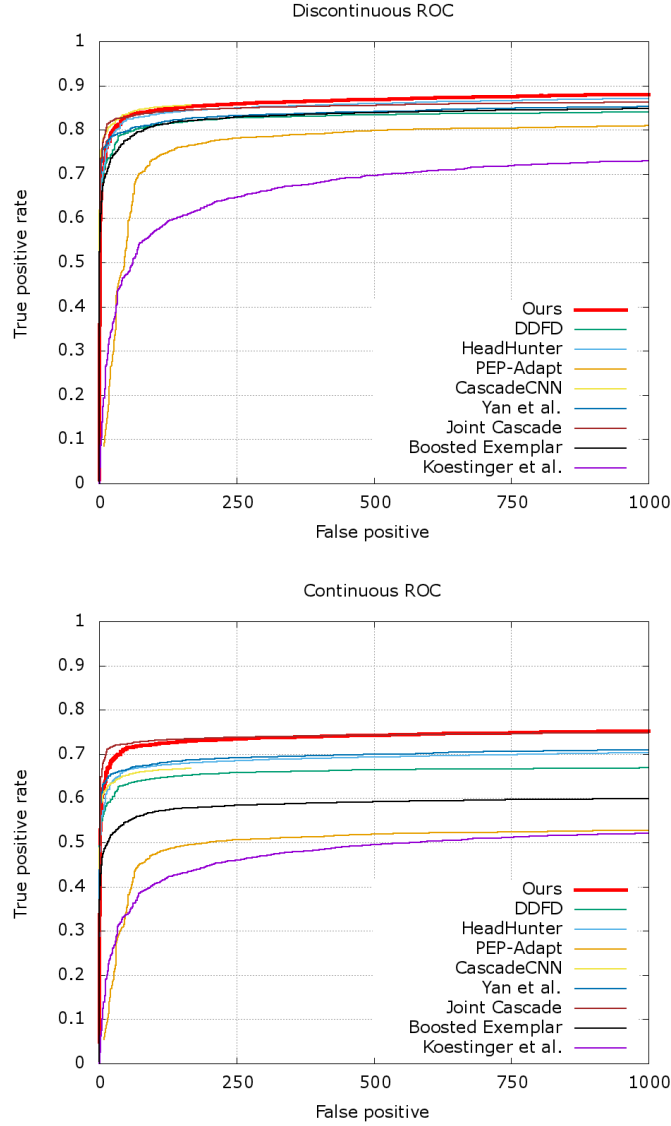 Discontinuous ROC
1
0.9
0.8
0.7
0.6
0.5
0.4
0.3
0.2
0.1
0
True positive rate
Ours
DDFD
HeadHunter
PEP-Adapt
CascadeCNN
Yan et al.
Joint Cascade
Boosted Exemplar
Koestinger et al.
0 250 500 750 1000
False positive
Continuous ROC
1
0.9
0.8
0.7
0.6
0.5
0.4
0.3
0.2
0.1
0
True positive rate
Ours
DDFD
HeadHunter
PEP-Adapt
CascadeCNN
Yan et al.
Joint Cascade
Boosted Exemplar
Koestinger et al.
0 250 500 750 1000
False positive